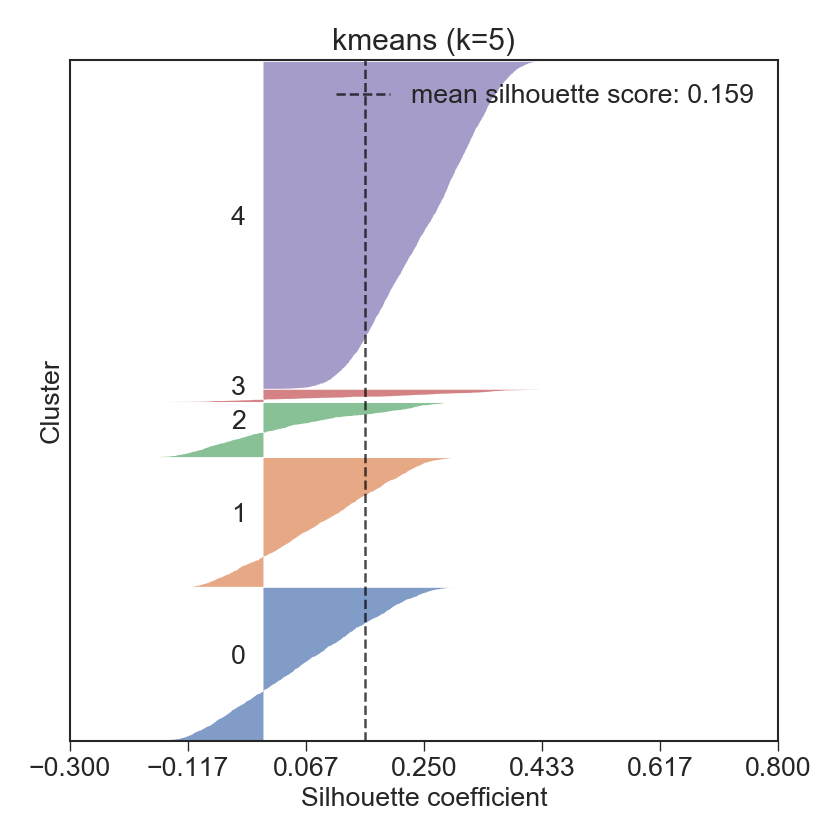 kmeans (k=5)
mean silhouette score: 0.159
4
3
2
1
0
Cluster
−0.300 −0.117 0.067 0.250 0.433 0.617 0.800
Silhouette coefficient